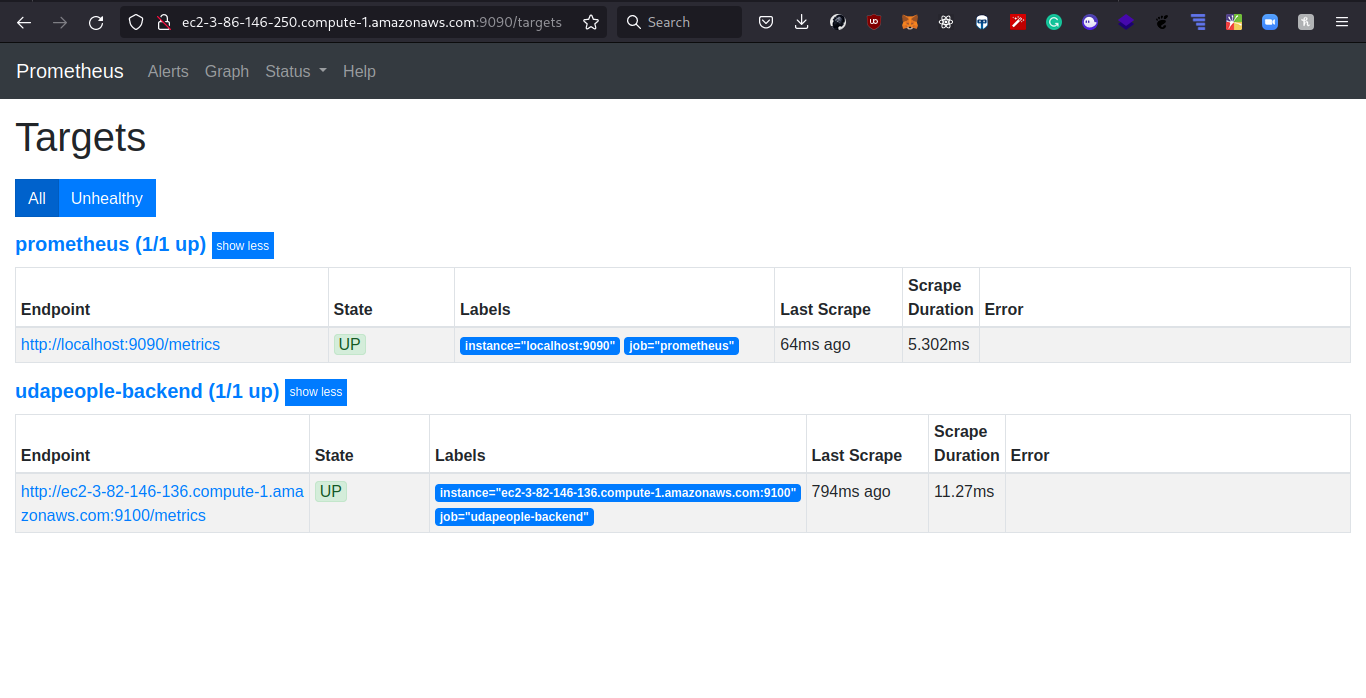 ec2-3-86-146-250.compute-1.amazonaws.com:9090/targets
Search
Prometheus Alerts Graph Status Help
Targets
All Unhealthy
prometheus (1/1 up) show less
Endpoint State Labels Last Scrape Scrape Duration Error
http://localhost:9090/metrics UP instance="localhost:9090" job="prometheus" 64ms ago 5.302ms
udapeople-backend (1/1 up) show less
Endpoint State Labels Last Scrape Scrape Duration Error
http://ec2-3-82-146-136.compute-1.ama UP instance="ec2-3-82-146-136.compute-1.amazonaws.com:9100" 794ms ago 11.27ms
zonaws.com:9100/metrics job="udapeople-backend"